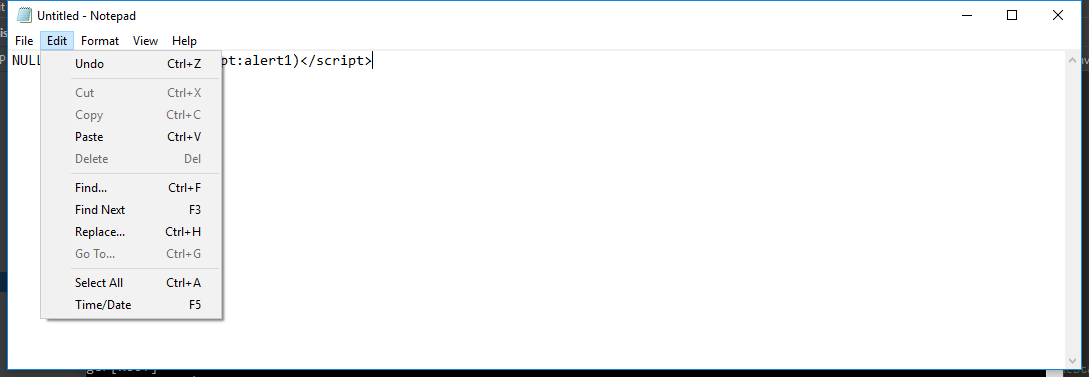 Untitled - Notepad
File Edit Format View Help
NULL pt:alert1)</script>
Undo Ctrl+Z
Cut Ctrl+X
Copy Ctrl+C
Paste Ctrl+V
Delete Del
Find... Ctrl+F
Find Next F3
Replace... Ctrl+H
Go To... Ctrl+G
Select All Ctrl+A
Time/Date F5